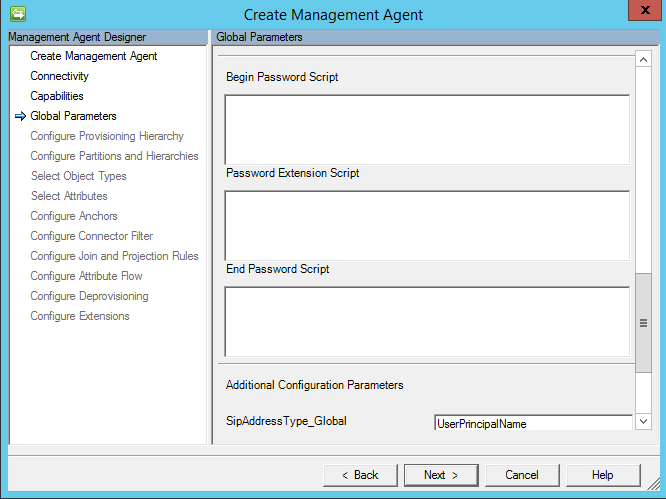 Create Management Agent
x
Management Agent Designer
Create Management Agent
Connectivity
Capabilities
Global Parameters
Configure Provisioning Hierarchy
Configure Partitions and Hierarchies
Select Object Types
Select Attributes
Configure Anchors
Configure Connector Filter
Configure Join and Projection Rules
Configure Attribute Flow
Configure Deprovisioning
Configure Extensions
Global Parameters
Begin Password Script
Password Extension Script
End Password Script
Additional Configuration Parameters
SipAddressType_Global
UserPrincipalName
< Back
Next >
Cancel
Help